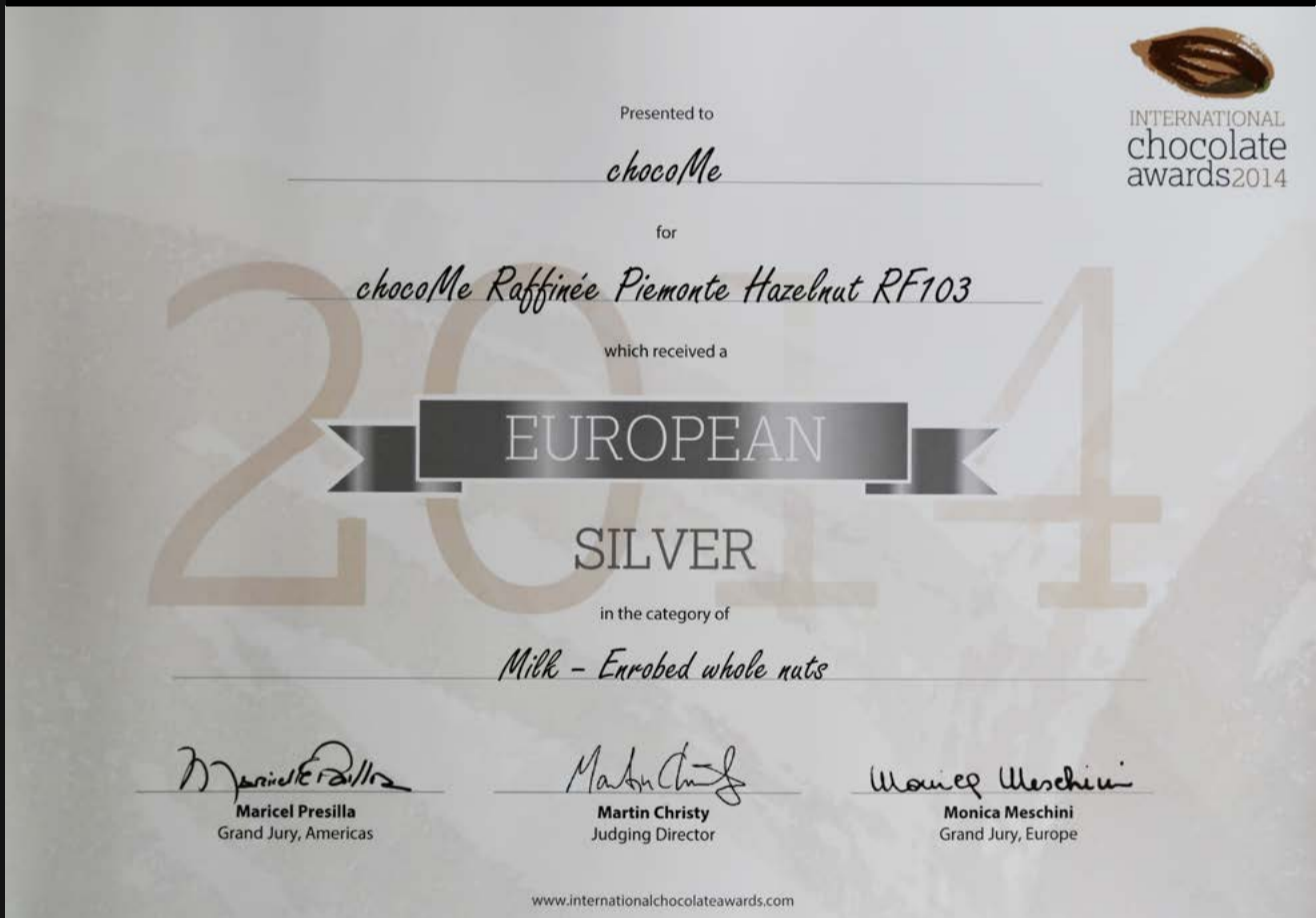 INTERNATIONAL
chocolate
awards2014
Presented to
chocoMe
for
chocoMe Raffinée Piemonte Hazelnut RF103
which received a
2014
EUROPEAN
SILVER
in the category of
Milk – Enrobed whole nuts
Maricel Presilla
Grand Jury, Americas
Martin Christy
Judging Director
Monica Meschini
Grand Jury, Europe
www.internationalchocolateawards.com